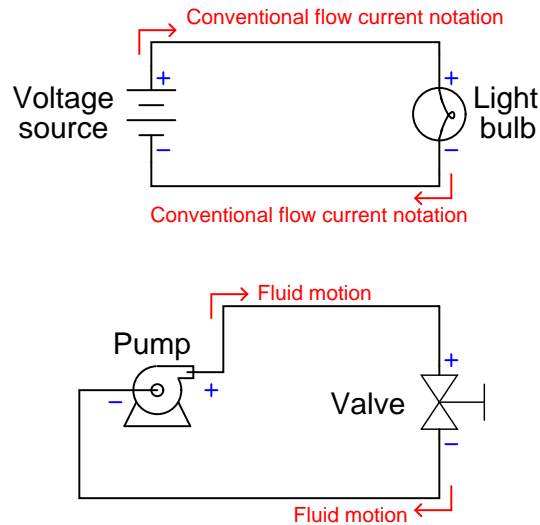 Conventional flow current notation
+
+
Voltage
source
Light
bulb
−
−
Conventional flow current notation
Fluid motion
Pump
+
+
−
Valve
−
Fluid motion